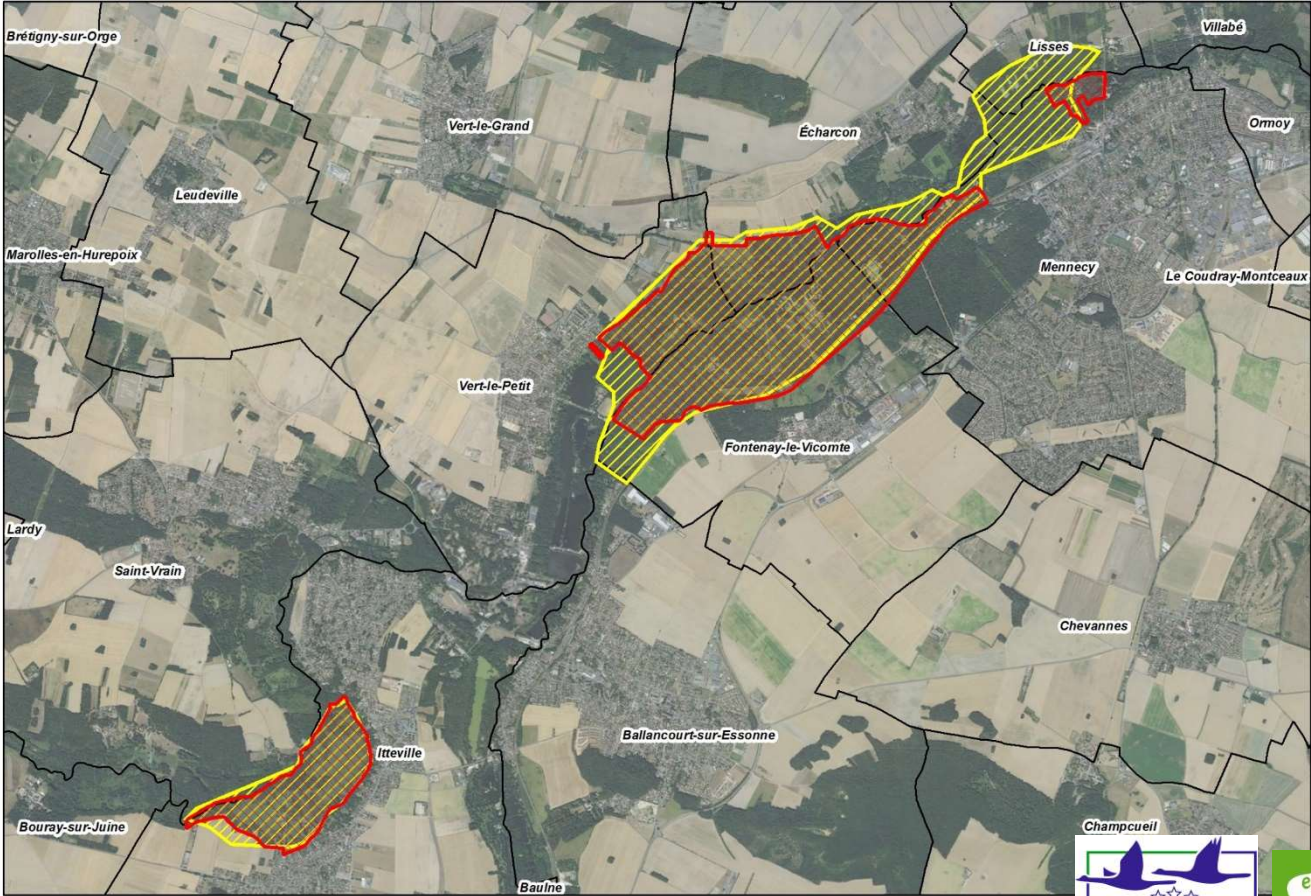 Brétigny-sur-Orge
Villabé
Lisses
Vert-le-Grand
Écharcon
Ormoy
Leudeville
Marolles-en-Hurepoix
Mennecy
Le Coudray-Montceaux
Vert-le-Petit
Fontenay-le-Vicomte
Lardy
Saint-Vrain
Chevannes
Ballancourt-sur-Essonne
Itteville
Bouray-sur-Juine
Champcueil
Baulne
e